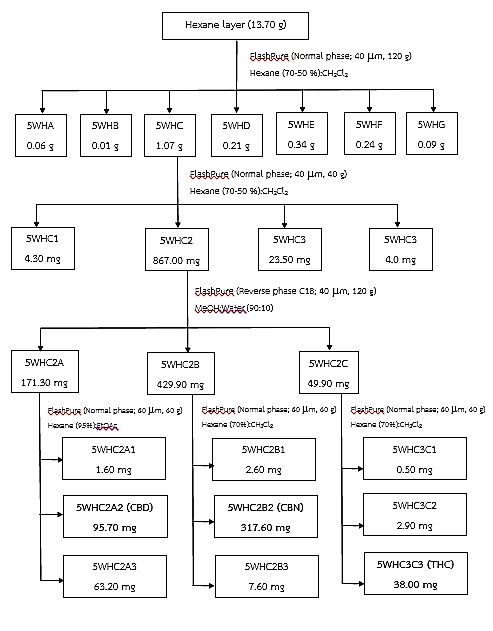 Hexane layer (13.70 g)
FlashPure (Normal phase; 40 µm, 120 g)
Hexane (70-50 %):CH₂Cl₂
5WHA
0.06 g
5WHB
0.01 g
5WHC
1.07 g
5WHD
0.21 g
5WHE
0.34 g
5WHF
0.24 g
5WHG
0.09 g
FlashPure (Normal phase; 40 µm, 40 g)
Hexane (70-50 %):CH₂Cl₂
5WHC1
4.30 mg
5WHC2
867.00 mg
5WHC3
23.50 mg
5WHC3
4.0 mg
FlashPure (Reverse phase C18; 40 µm, 120 g)
MeOH:Water (90:10)
5WHC2A
171.30 mg
5WHC2B
429.90 mg
5WHC2C
49.90 mg
FlashPure (Normal phase; 60 µm, 60 g)
Hexane (95%):EtOAc
FlashPure (Normal phase; 60 µm, 60 g)
Hexane (70%):CH₂Cl₂
FlashPure (Normal phase; 60 µm, 60 g)
Hexane (70%):CH₂Cl₂
5WHC2A1
1.60 mg
5WHC2B1
2.60 mg
5WHC3C1
0.50 mg
5WHC2A2 (CBD)
95.70 mg
5WHC2B2 (CBN)
317.60 mg
5WHC3C2
2.90 mg
5WHC2A3
63.20 mg
5WHC2B3
7.60 mg
5WHC3C3 (THC)
38.00 mg